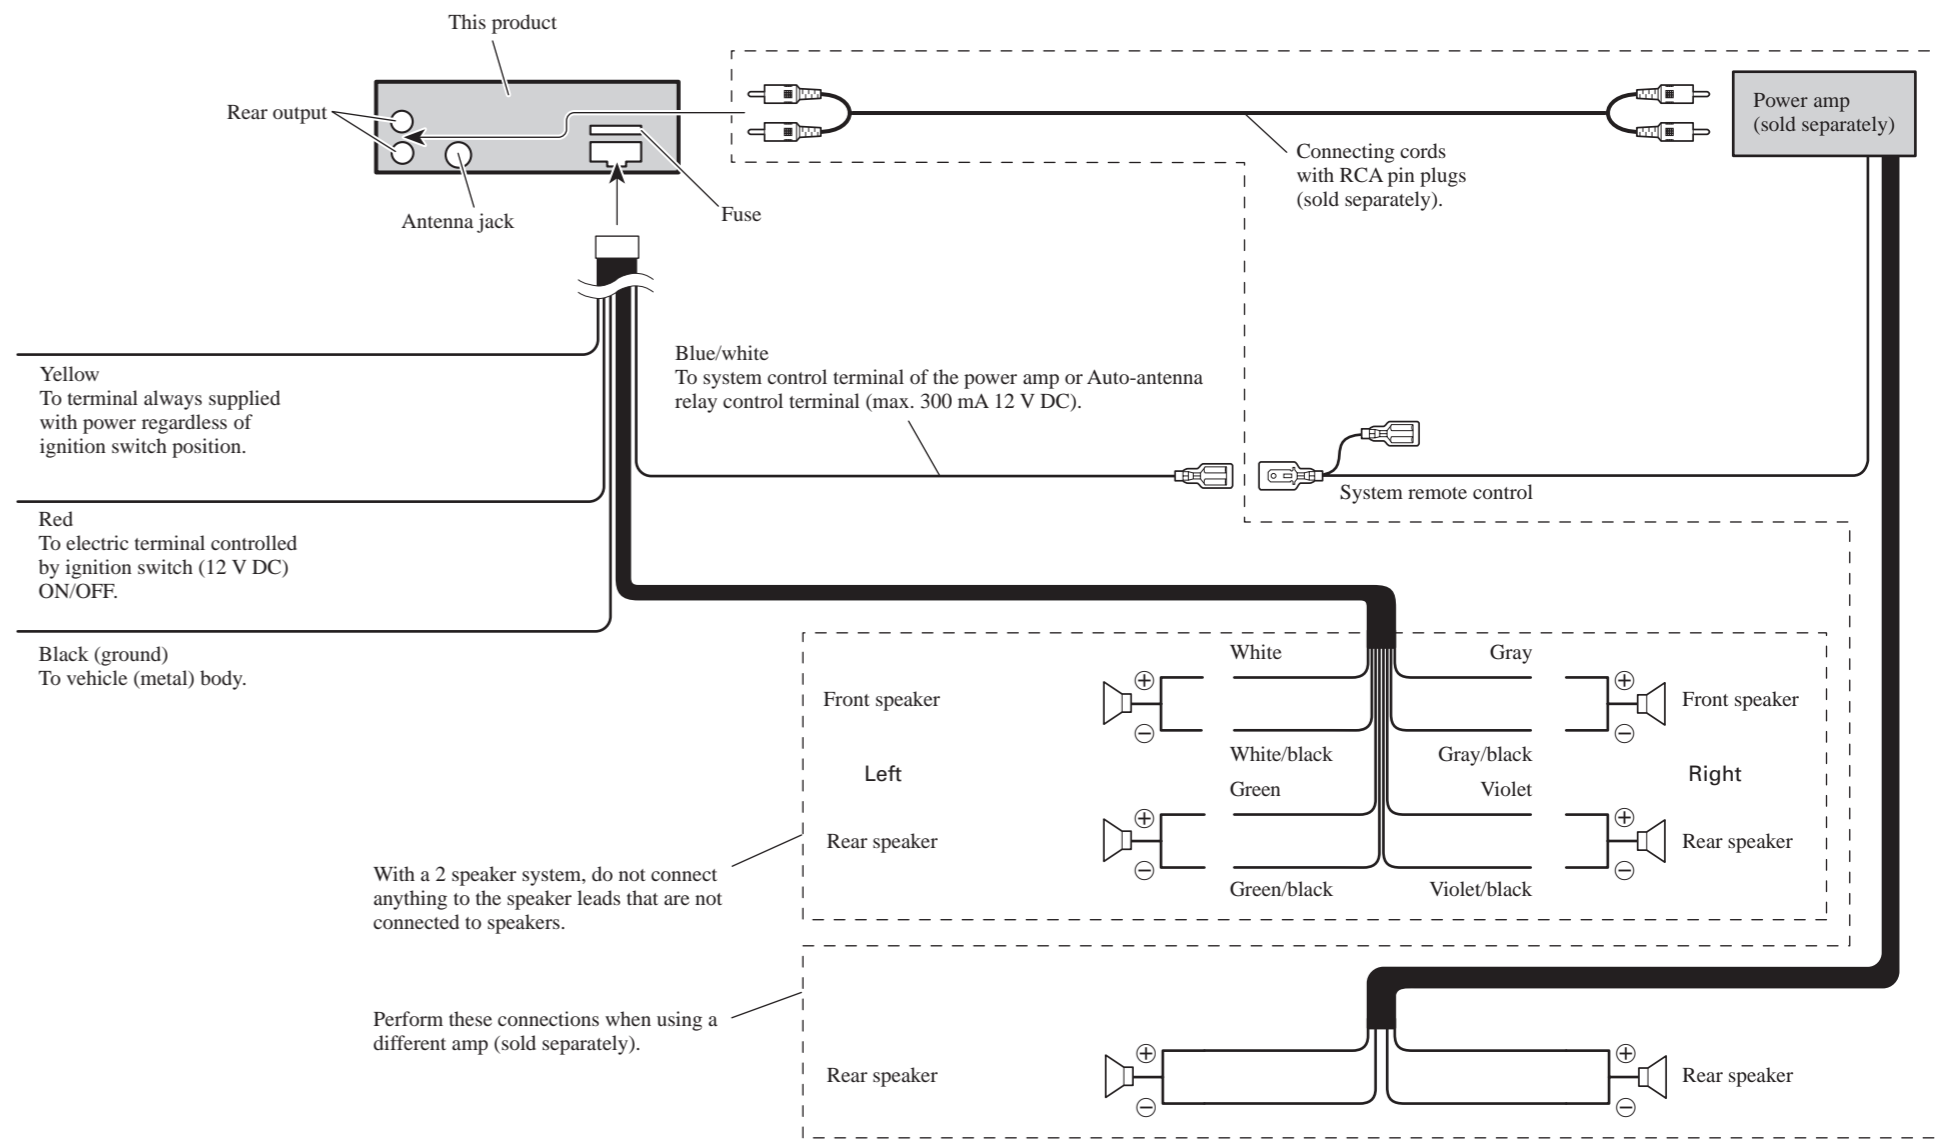 This product
Rear output
Antenna jack
Fuse
Power amp
(sold separately)
Connecting cords
with RCA pin plugs
(sold separately).
Yellow
To terminal always supplied
with power regardless of
ignition switch position.
Blue/white
To system control terminal of the power amp or Auto-antenna
relay control terminal (max. 300 mA 12 V DC).
System remote control
Red
To electric terminal controlled
by ignition switch (12 V DC)
ON/OFF.
Black (ground)
To vehicle (metal) body.
White
Gray
Front speaker
+
+
Front speaker
−
−
White/black
Gray/black
Left
Right
Green
Violet
Rear speaker
+
+
Rear speaker
−
−
Green/black
Violet/black
With a 2 speaker system, do not connect
anything to the speaker leads that are not
connected to speakers.
Perform these connections when using a
different amp (sold separately).
Rear speaker
+
+
Rear speaker
−
−